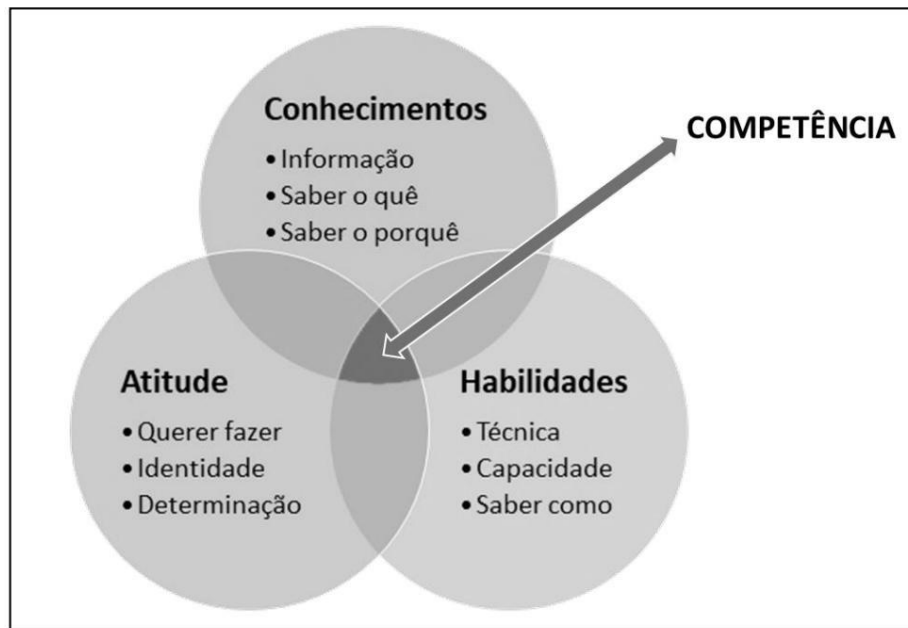 Conhecimentos
• Informação
• Saber o quê
• Saber o porquê
COMPETÊNCIA
Atitude
• Querer fazer
• Identidade
• Determinação
Habilidades
• Técnica
• Capacidade
• Saber como